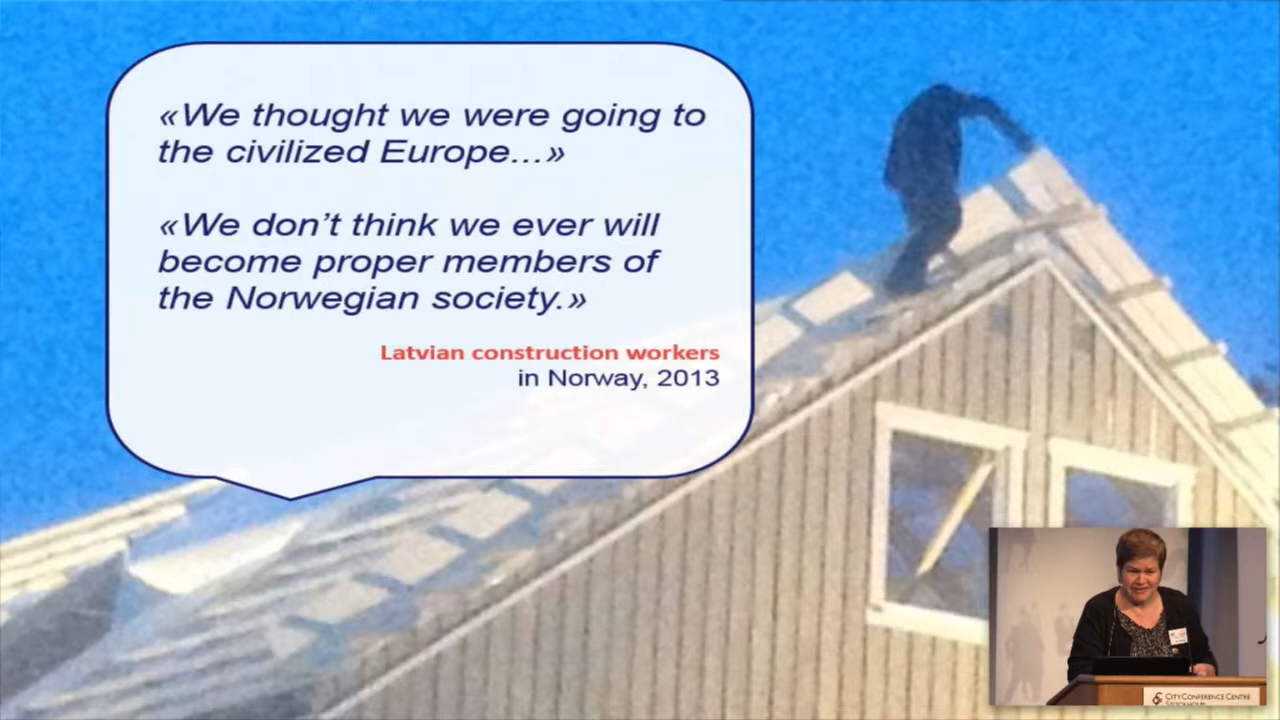 «We thought we were going to
the civilized Europe...»
«We don't think we ever will
become proper members of
the Norwegian society.»
Latvian construction workers
in Norway, 2013
CITY CONFERENCE CENTRE
STOCKHOLM